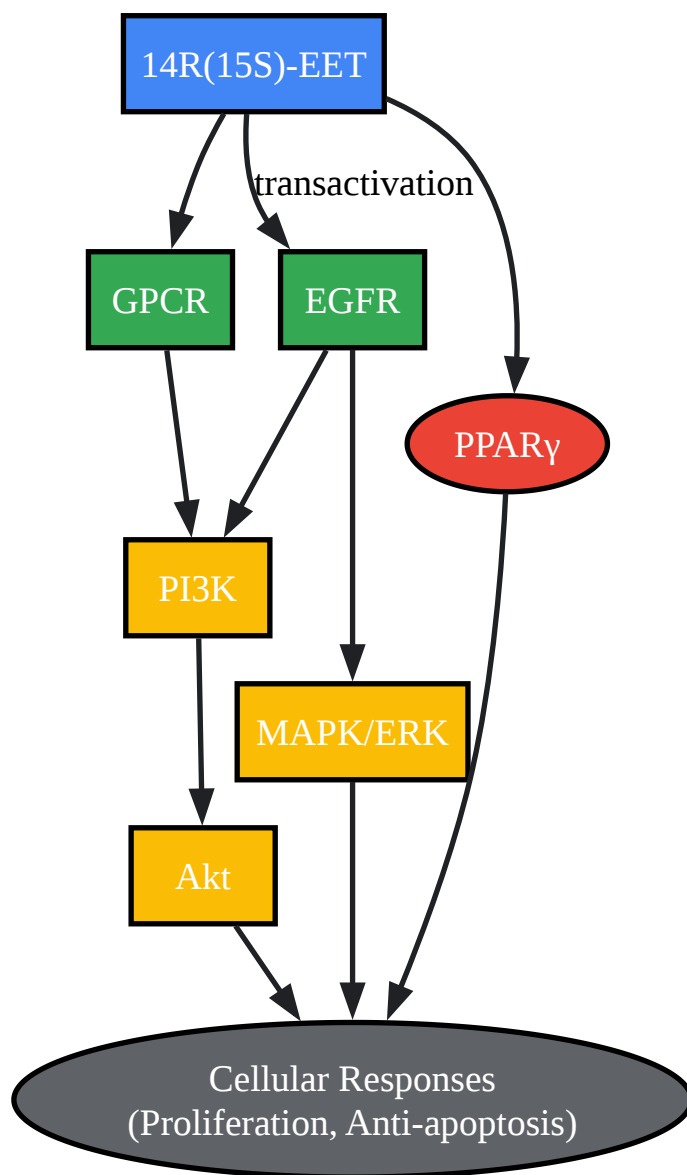 14R(15S)-EET
transactivation
GPCR
EGFR
PPARγ
PI3K
MAPK/ERK
Akt
Cellular Responses
(Proliferation, Anti-apoptosis)